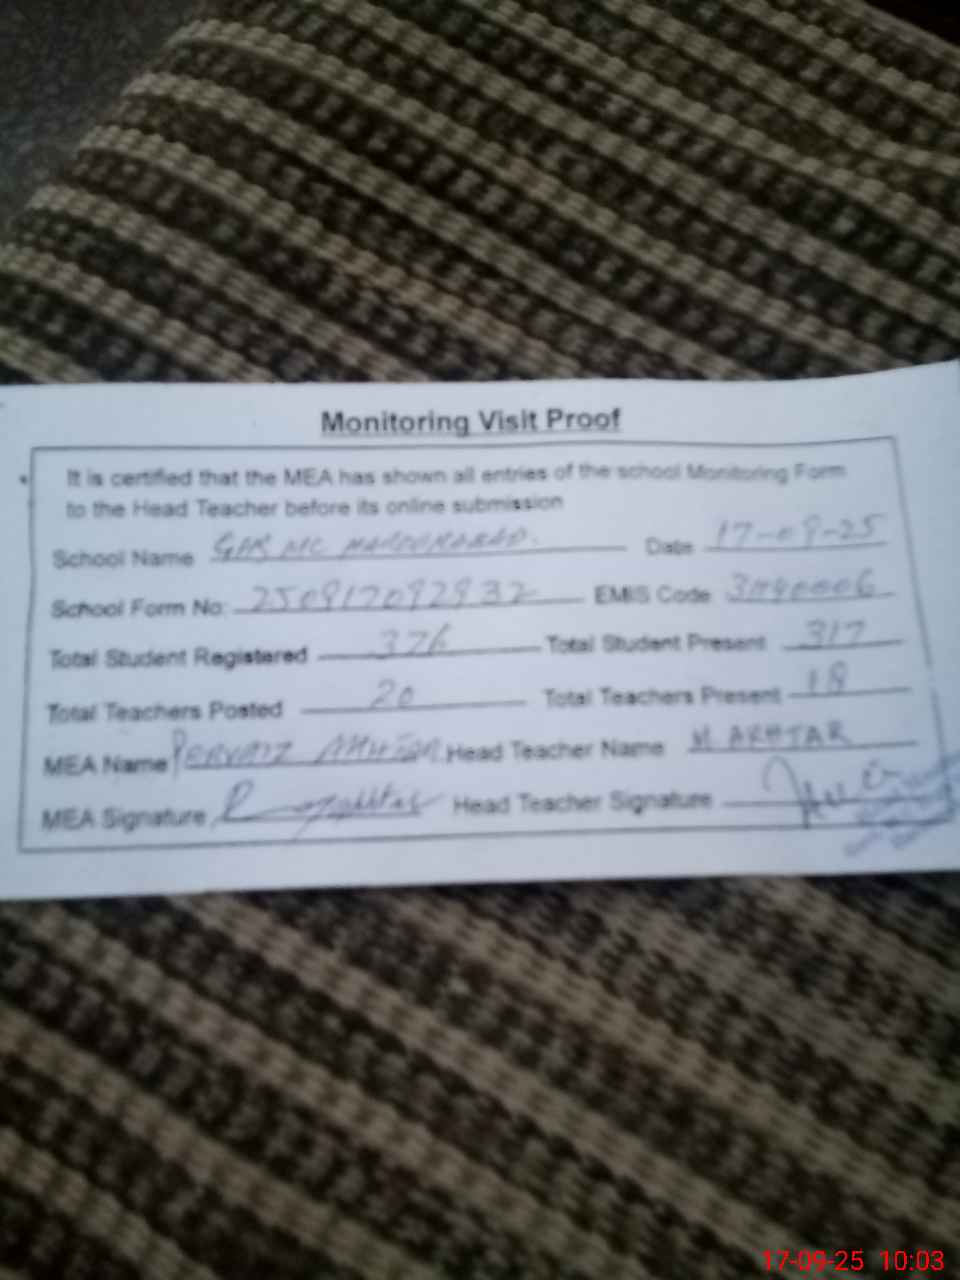 Monitoring Visit Proof
It is certified that the MEA has shown all entries of the school Monitoring Form
to the Head Teacher before its online submission
School Name Date 17-09-25
School Form No: 250917092932 EMIS Code
Total Student Registered 376 Total Student Present 317
Total Teachers Posted 20 Total Teachers Present 18
MEA Name PERVAIZ AKHTAR Head Teacher Name M. AKHTAR
MEA Signature Head Teacher Signature
17-09-25 10:03